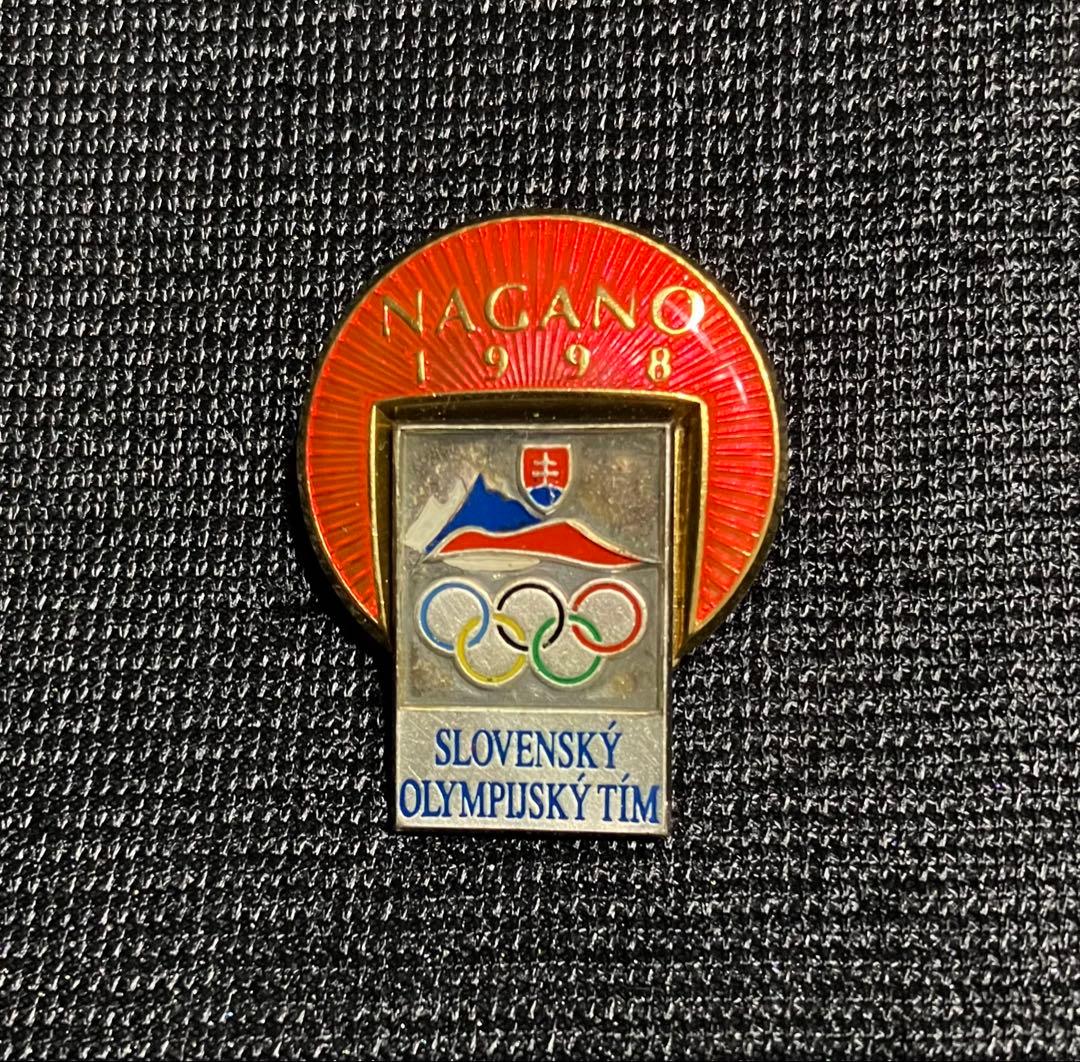 NAGANO
1998
SLOVENSKÝ
OLYMPIJSKÝ TÍM